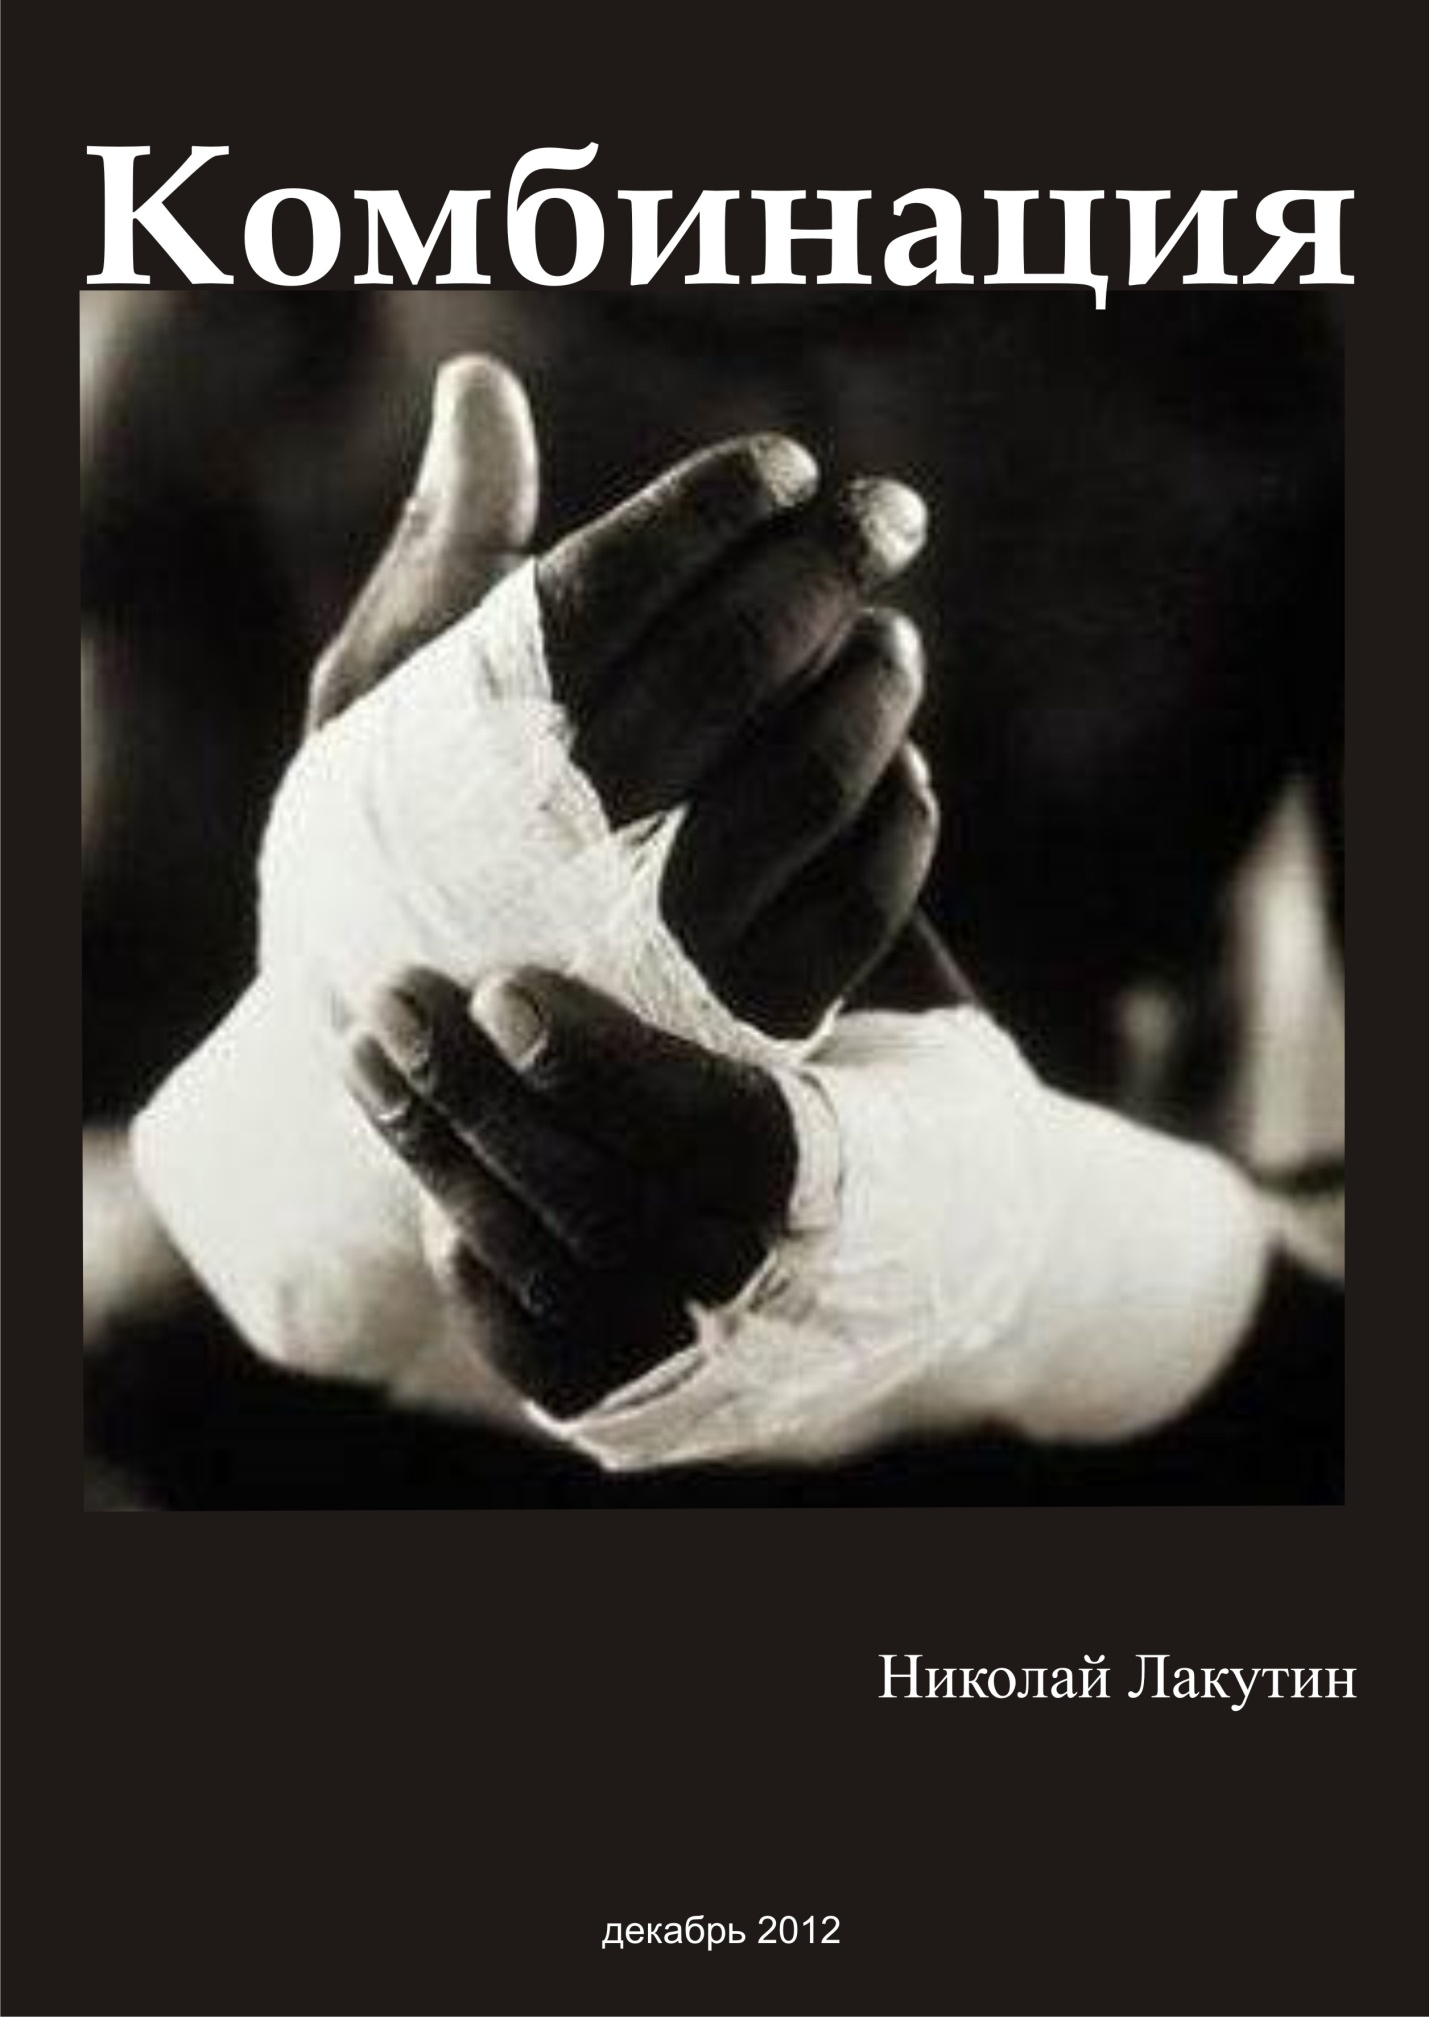 Комбинация
Николай Лакутин
декабрь 2012